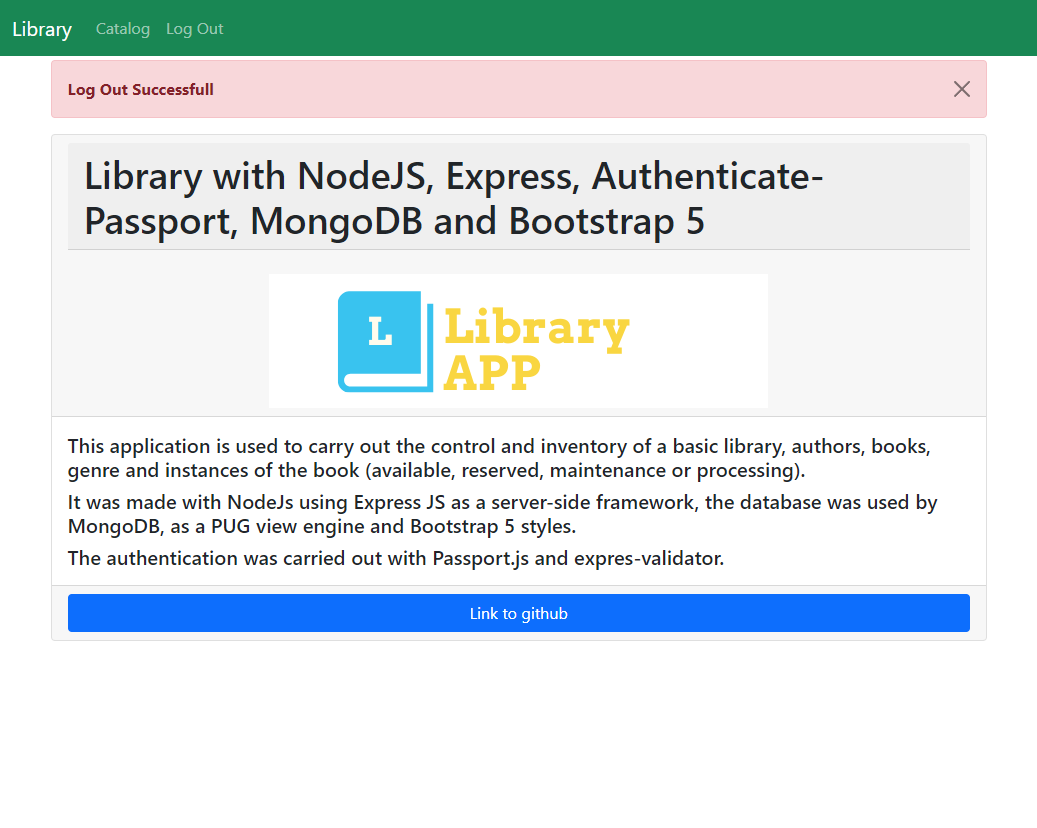 Library Catalog Log Out
Log Out Successfull
Library with NodeJS, Express, Authenticate-
Passport, MongoDB and Bootstrap 5
L
Library
APP
This application is used to carry out the control and inventory of a basic library, authors, books,
genre and instances of the book (available, reserved, maintenance or processing).
It was made with NodeJs using Express JS as a server-side framework, the database was used by
MongoDB, as a PUG view engine and Bootstrap 5 styles.
The authentication was carried out with Passport.js and expres-validator.
Link to github